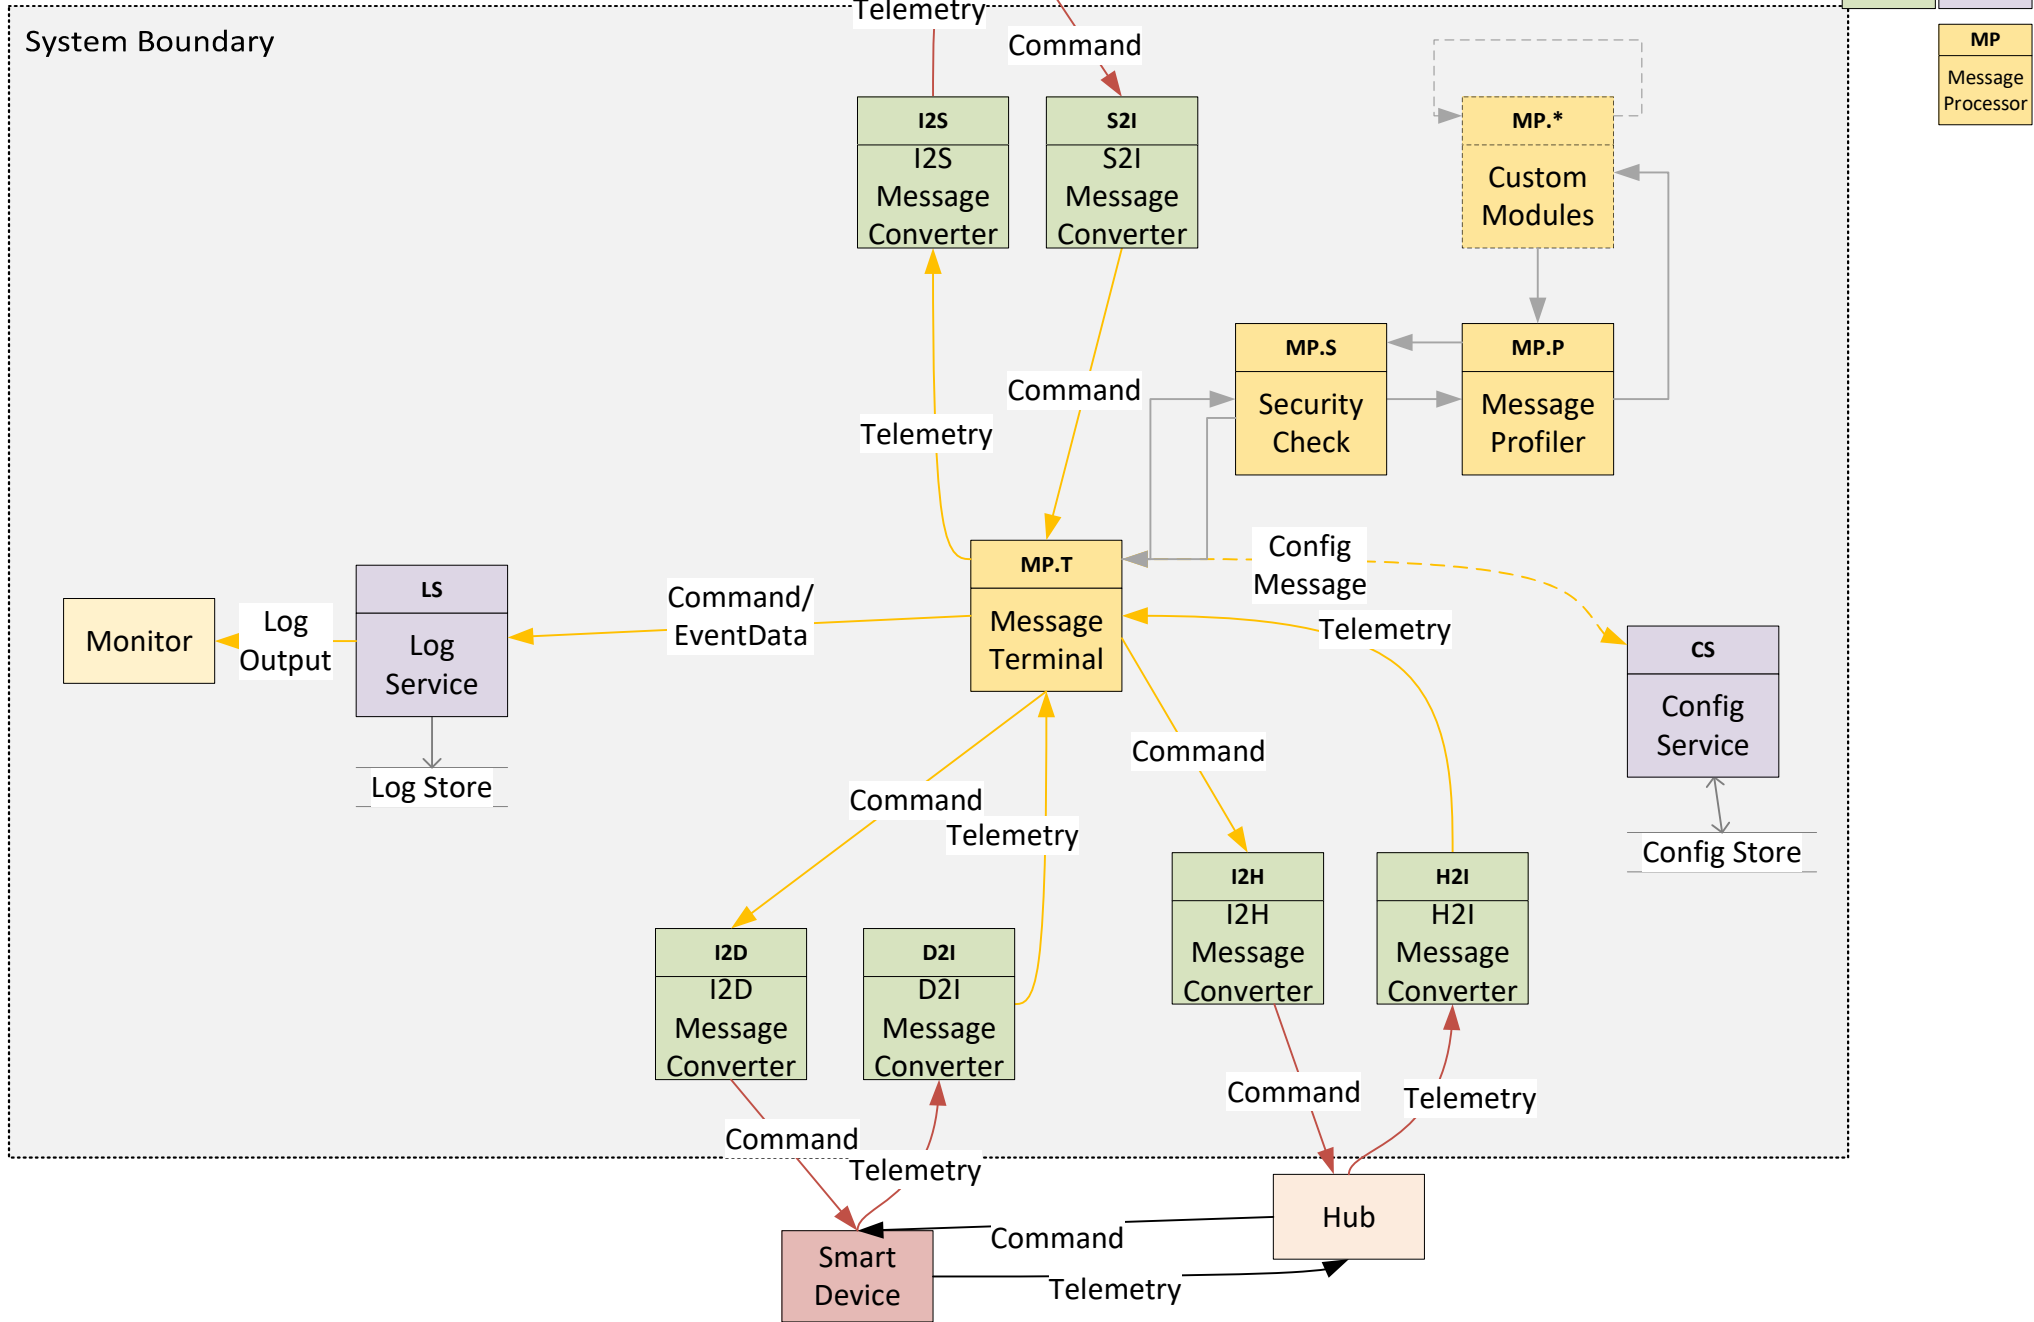 Telemetry
System Boundary
Command
MP
Message
Processor
I2S
I2S
Message
Converter
S2I
S2I
Message
Converter
MP.*
Custom
Modules
MP.S
Security
Check
MP.P
Message
Profiler
Command
Telemetry
MP.T
Message
Terminal
Config
Message
Telemetry
Command/
EventData
LS
Log
Service
Log
Output
Monitor
Log Store
CS
Config
Service
Config Store
Command
Command
Telemetry
I2D
I2D
Message
Converter
D2I
D2I
Message
Converter
I2H
I2H
Message
Converter
H2I
H2I
Message
Converter
Command
Telemetry
Command
Telemetry
Hub
Command
Smart
Device
Telemetry